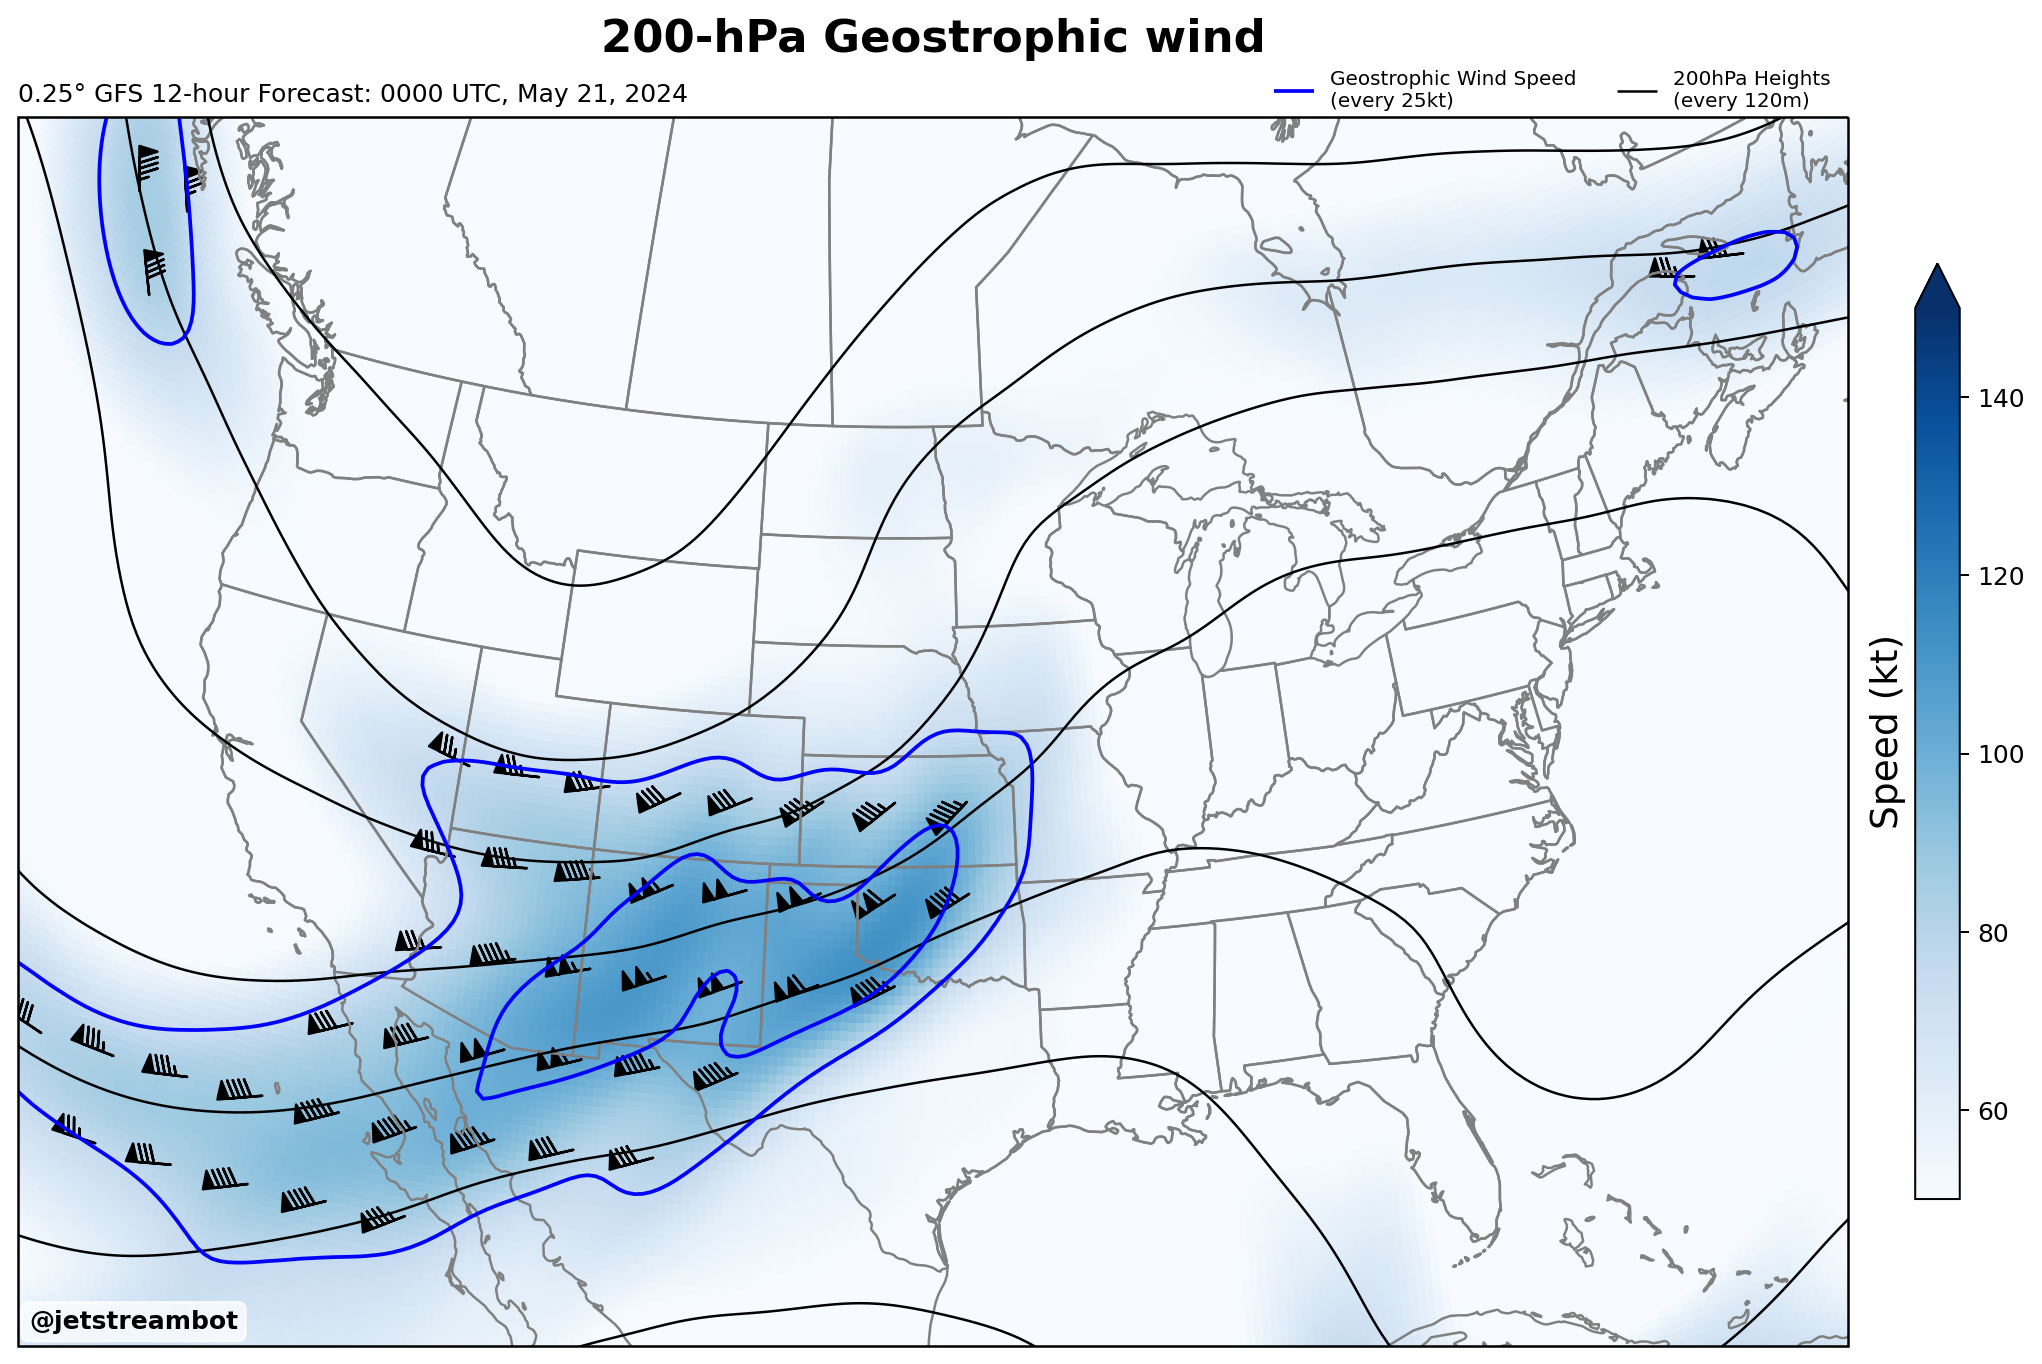 200-hPa Geostrophic wind
0.25° GFS 12-hour Forecast: 0000 UTC, May 21, 2024
Geostrophic Wind Speed
(every 25kt)
200hPa Heights
(every 120m)
140
120
100
80
60
Speed (kt)
@jetstreambot